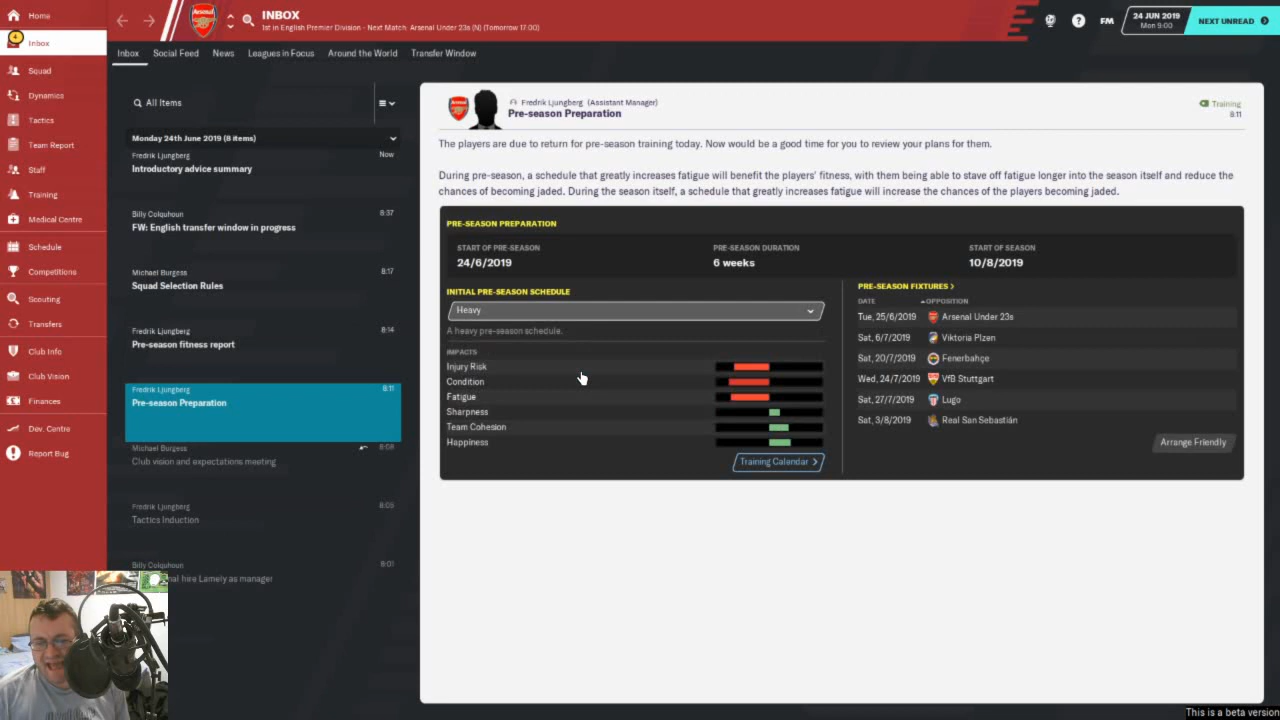 Home
INBOX
1st in English Premier Division - Next Match: Arsenal Under 23s (N) (Tomorrow 17:00)
FM
24 JUN 2019
Mon 9:00
NEXT UNREAD
4
Inbox
Squad
Dynamics
Tactics
Team Report
Staff
Training
Medical Centre
Schedule
Competitions
Scouting
Transfers
Club Info
Club Vision
Finances
Dev. Centre
Report Bug
Inbox
Social Feed
News
Leagues in Focus
Around the World
Transfer Window
All Items
Monday 24th June 2019 (8 items)
Fredrik Ljungberg
Now
Introductory advice summary
Billy Colquhoun
8:37
FW: English transfer window in progress
Michael Burgess
8:17
Squad Selection Rules
Fredrik Ljungberg
8:14
Pre-season fitness report
Fredrik Ljungberg
8:11
Pre-season Preparation
Michael Burgess
8:08
Club vision and expectations meeting
Fredrik Ljungberg
8:05
Tactics Induction
Billy Colquhoun
8:01
nal hire Lamely as manager
Arsenal
Fredrik Ljungberg (Assistant Manager)
Pre-season Preparation
Training
8:11
The players are due to return for pre-season training today. Now would be a good time for you to review your plans for them.
During pre-season, a schedule that greatly increases fatigue will benefit the players' fitness, with them being able to stave off fatigue longer into the season itself and reduce the
chances of becoming jaded. During the season itself, a schedule that greatly increases fatigue will increase the chances of the players becoming jaded.
PRE-SEASON PREPARATION
START OF PRE-SEASON
24/6/2019
PRE-SEASON DURATION
6 weeks
START OF SEASON
10/8/2019
INITIAL PRE-SEASON SCHEDULE
Heavy
A heavy pre-season schedule.
IMPACTS
Injury Risk
Condition
Fatigue
Sharpness
Team Cohesion
Happiness
Training Calendar
PRE-SEASON FIXTURES
DATE
OPPOSITION
Tue, 25/6/2019 Arsenal Under 23s
Sat, 6/7/2019 Viktoria Plzen
Sat, 20/7/2019 Fenerbahçe
Wed, 24/7/2019 VfB Stuttgart
Sat, 27/7/2019 Lugo
Sat, 3/8/2019 Real San Sebastián
Arrange Friendly
This is a beta version